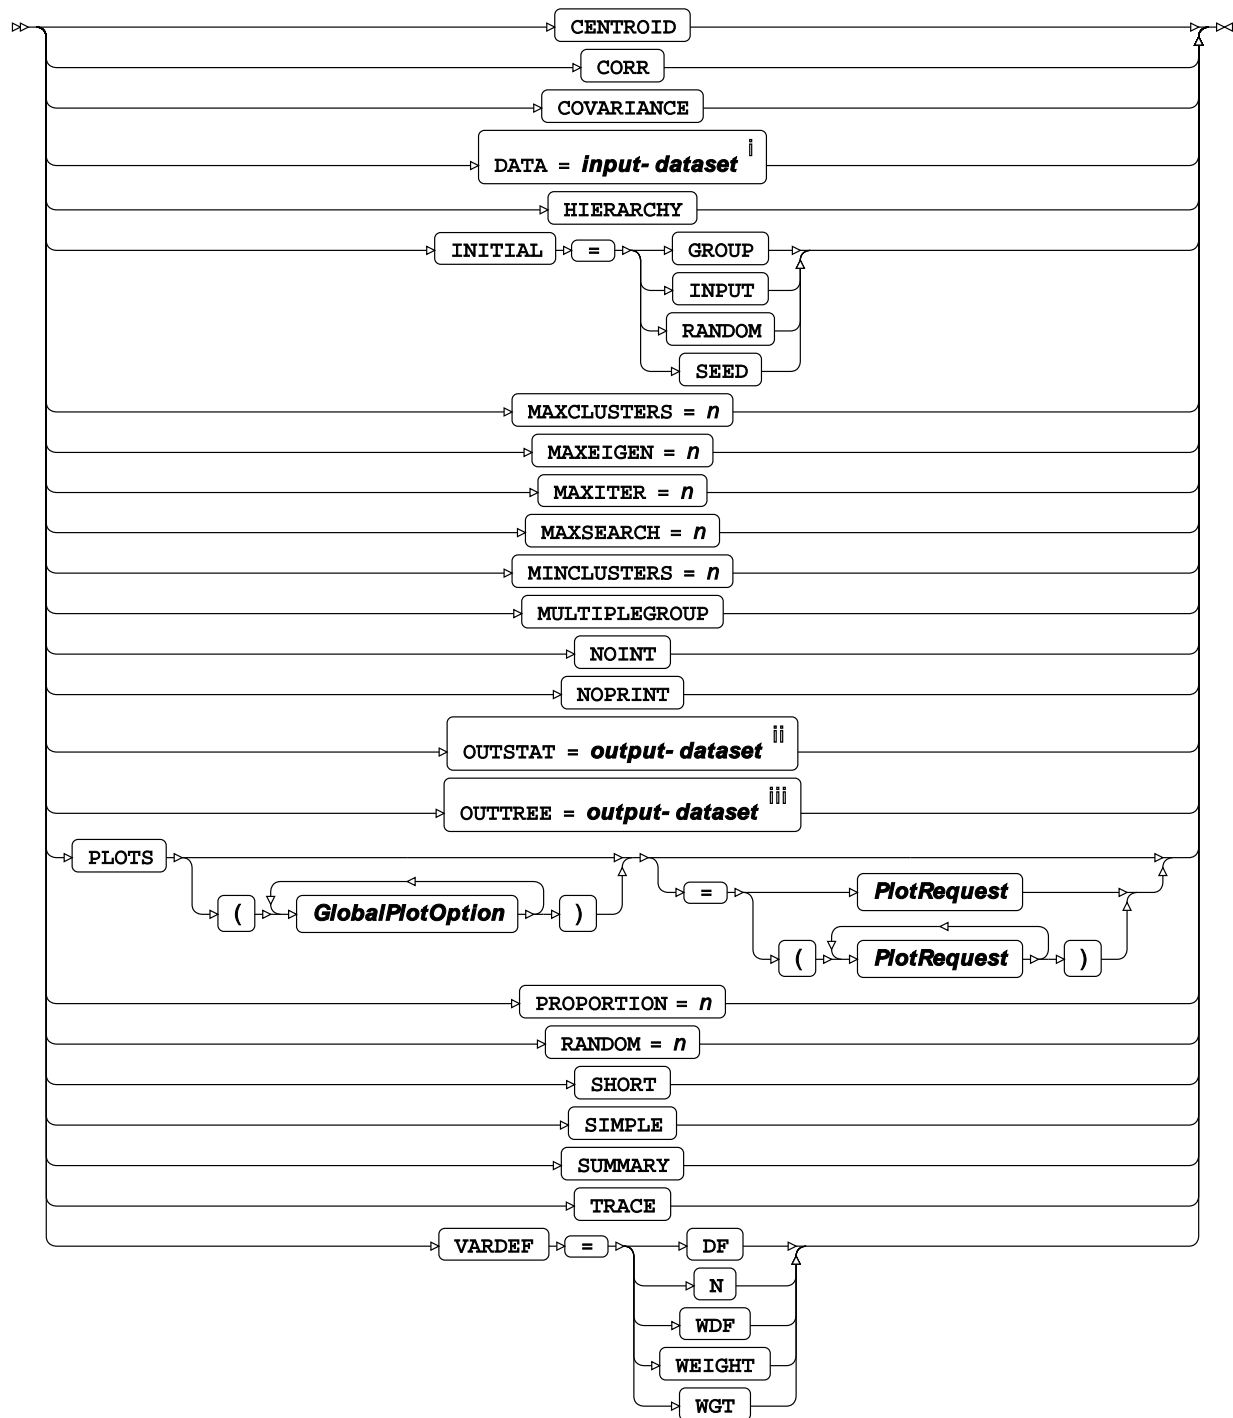 CENTROID
CORR
COVARIANCE
DATA = input- dataset i
HIERARCHY
INITIAL = GROUP
INPUT
RANDOM
SEED
MAXCLUSTERS = n
MAXEIGEN = n
MAXITER = n
MAXSEARCH = n
MINCLUSTERS = n
MULTIPLEGROUP
NOINT
NOPRINT
OUTSTAT = output- dataset ii
OUTTREE = output- dataset iii
PLOTS = PlotRequest
( GlobalPlotOption ) ( PlotRequest )
PROPORTION = n
RANDOM = n
SHORT
SIMPLE
SUMMARY
TRACE
VARDEF = DF
N
WDF
WEIGHT
WGT